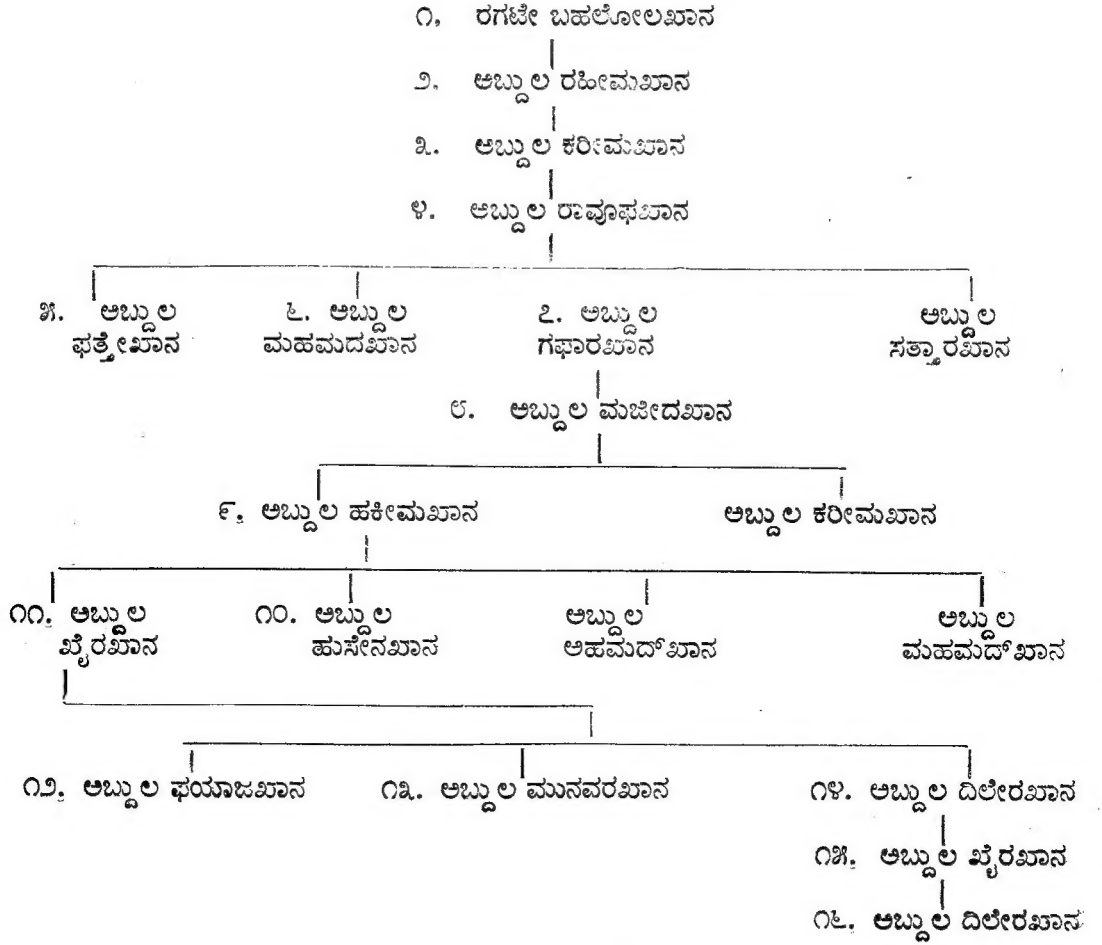 ೧. ರಗಟೇ ಬಹಲೋಲಖಾನ
೨. ಅಬ್ದುಲ ರಹೀಮಖಾನ
೩. ಅಬ್ದುಲ ಕರೀಮಖಾನ
೪. ಅಬ್ದುಲ ರಾವೂಫಖಾನ
೫. ಅಬ್ದುಲ ೬. ಅಬ್ದುಲ ೭. ಅಬ್ದುಲ ಅಬ್ದುಲ
ಫತ್ತೇಖಾನ ಮಹಮದಖಾನ ಗಫಾರಖಾನ ಸತ್ತಾರಖಾನ
೮. ಅಬ್ದುಲ ಮಜೀದಖಾನ
೯. ಅಬ್ದುಲ ಹಕೀಮಖಾನ ಅಬ್ದುಲ ಕರೀಮಖಾನ
೧೧. ಅಬ್ದುಲ ೧೦. ಅಬ್ದುಲ ಅಬ್ದುಲ ಅಬ್ದುಲ
ಖೈರಖಾನ ಹುಸೇನಖಾನ ಅಹಮದ್‌ಖಾನ ಮಹಮದ್‌ಖಾನ
೧೨. ಅಬ್ದುಲ ಫಯಾಜಖಾನ ೧೩. ಅಬ್ದುಲ ಮುನವರಖಾನ ೧೪. ಅಬ್ದುಲ ದಿಲೇರಖಾನ
೧೫. ಅಬ್ದುಲ ಖೈರಖಾನ
೧೬. ಅಬ್ದುಲ ದಿಲೇರಖಾನ